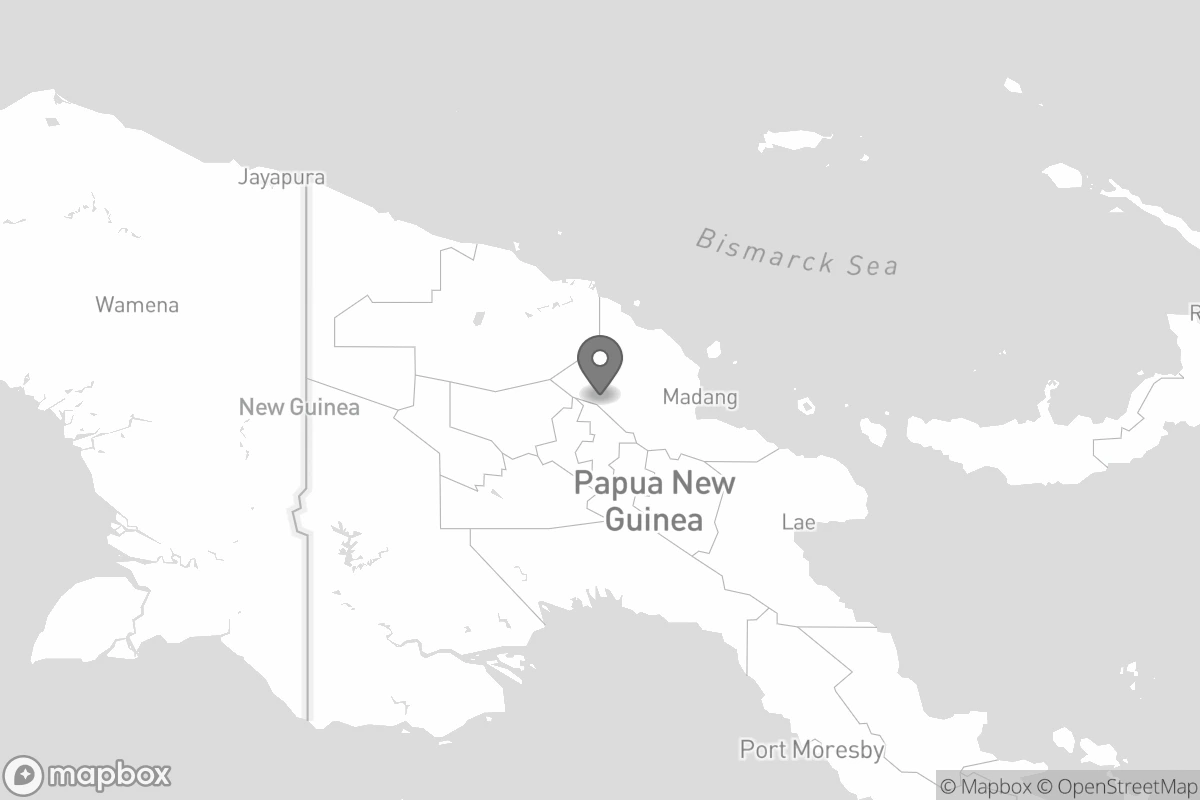 Jayapura
Bismarck Sea
Wamena
R
New Guinea
Madang
Papua New
Guinea
Lae
Port Moresby
mapbox
© Mapbox © OpenStreetMap